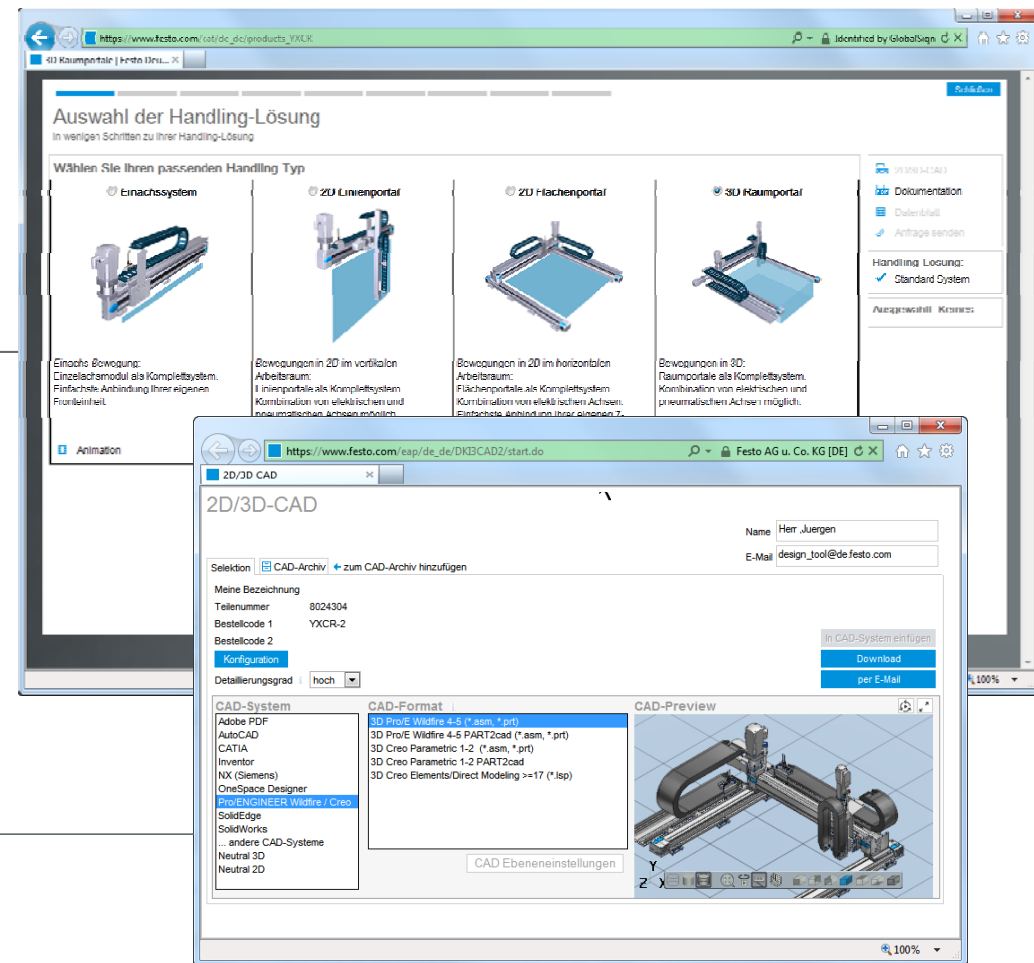 https://www.festo.com/cat/de_de/products_YXCR
Identified by GlobalSign
3D Raumportale | Festo Deu...
Schließen
Auswahl der Handling-Lösung
In wenigen Schritten zu Ihrer Handling-Lösung
Wählen Sie Ihren passenden Handling Typ
Einachssystem
2D Linienportal
2D Flächenportal
3D Raumportal
2D/3D-CAD
Dokumentation
Datenblatt
Anfrage senden
Handling Lösung:
Standard System
Einachs Bewegung:
Einzelachsmodul als Komplettsystem.
Einfachste Anbindung Ihrer eigenen
Fronteinheit.
Bewegungen in 2D im vertikalen
Arbeitsraum:
Linienportale als Komplettsystem
Kombination von elektrischen und
pneumatischen Achsen möglich.
Bewegungen in 2D im horizontalen
Arbeitsraum:
Flächenportale als Komplettsystem
Kombination von elektrischen Achsen.
Einfachste Anbindung Ihrer eigenen Z-
Bewegungen in 3D:
Raumportale als Komplettsystem.
Kombination von elektrischen und
pneumatischen Achsen möglich.
Animation
100%
https://www.festo.com/eap/de_de/DKI3CAD2/start.do
Festo AG u. Co. KG [DE]
2D/3D CAD
2D/3D-CAD
Name Herr ,Juergen
E-Mail design_tool@de.festo.com
Selektion CAD-Archiv zum CAD-Archiv hinzufügen
Meine Bezeichnung
Teilenummer 8024304
Bestellcode 1 YXCR-2
Bestellcode 2
In CAD-System einfügen
Konfiguration
Download
Detaillierungsgrad hoch
per E-Mail
CAD-System
Adobe PDF
AutoCAD
CATIA
Inventor
NX (Siemens)
OneSpace Designer
Pro/ENGINEER Wildfire / Creo
SolidEdge
SolidWorks
... andere CAD-Systeme
Neutral 3D
Neutral 2D
CAD-Format
3D Pro/E Wildfire 4-5 (*.asm, *.prt)
3D Pro/E Wildfire 4-5 PART2cad (*.asm, *.prt)
3D Creo Parametric 1-2 (*.asm, *.prt)
3D Creo Parametric 1-2 PART2cad
3D Creo Elements/Direct Modeling >=17 (*.lsp)
CAD Ebeneneinstellungen
CAD-Preview
Y
Z X
100%